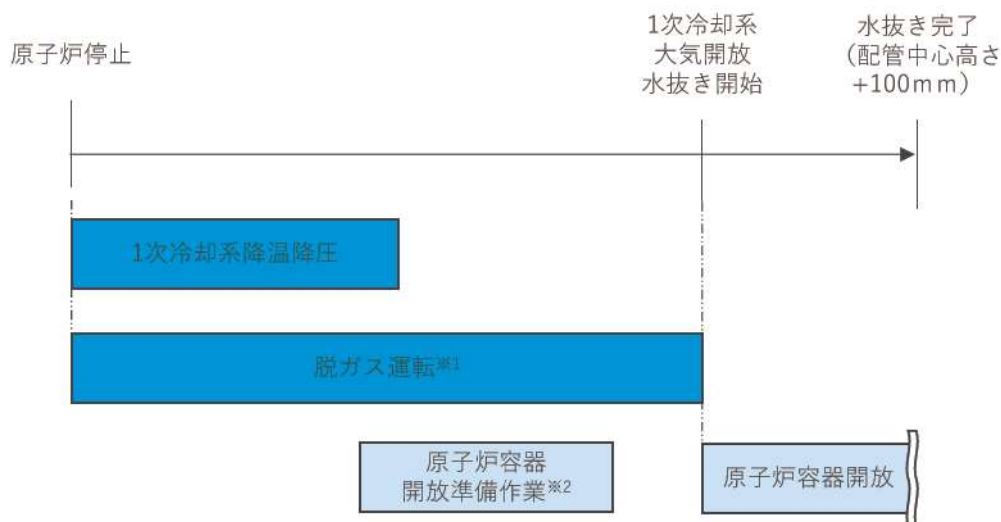 原子炉停止
1次冷却系
大気開放
水抜き開始
水抜き完了
（配管中心高さ
+100mm）
1次冷却系降温降圧
脱ガス運転※1
原子炉容器
開放準備作業※2
原子炉容器開放